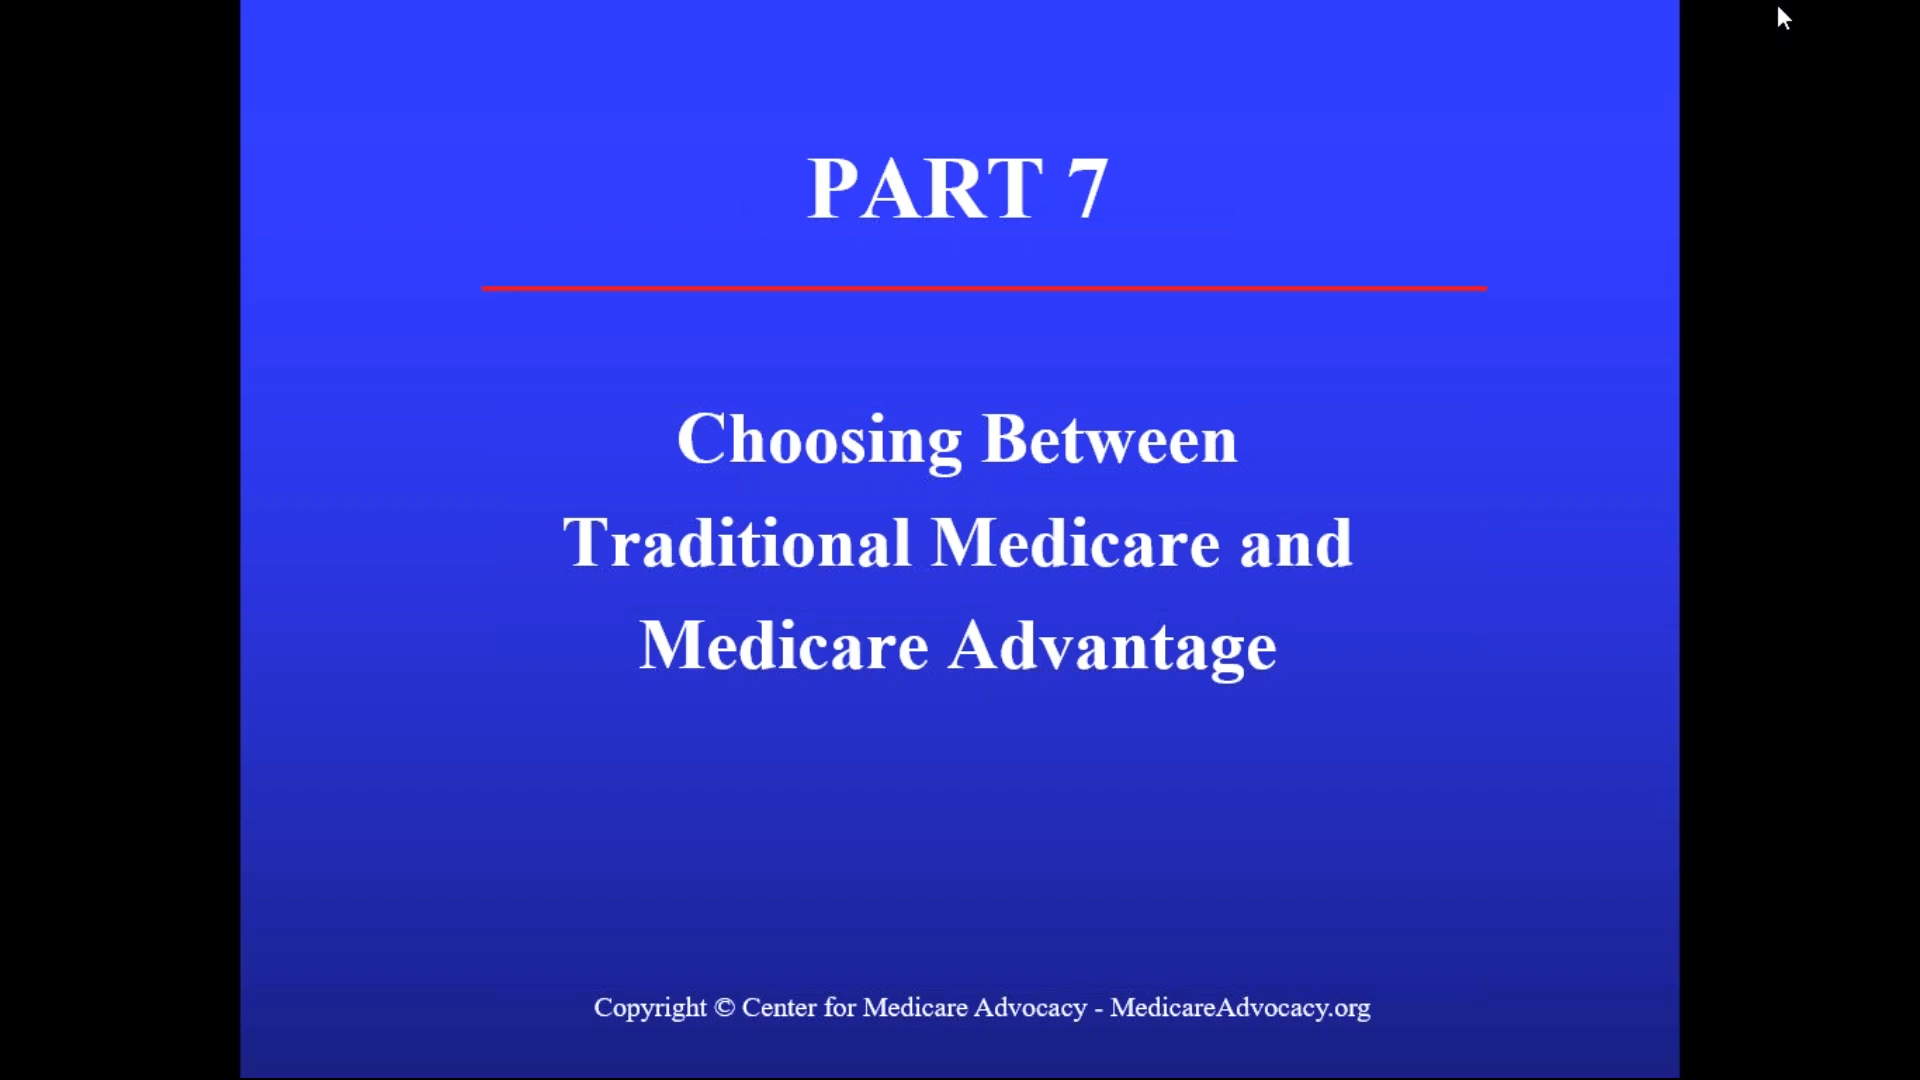 PART 7
Choosing Between
Traditional Medicare and
Medicare Advantage
Copyright © Center for Medicare Advocacy - MedicareAdvocacy.org